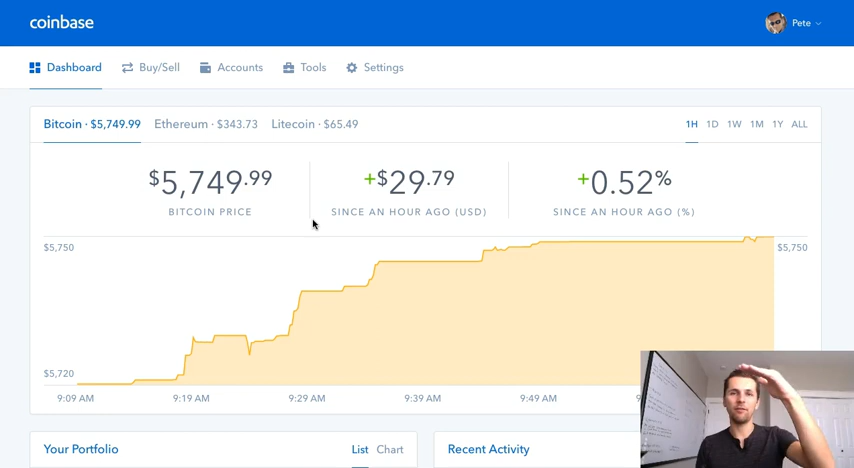 coinbase
Pete
Dashboard Buy/Sell Accounts Tools Settings
Bitcoin · $5,749.99 Ethereum · $343.73 Litecoin · $65.49 1H 1D 1W 1M 1Y ALL
$5,749.99 +$29.79 +0.52%
BITCOIN PRICE SINCE AN HOUR AGO (USD) SINCE AN HOUR AGO (%)
$5,750 $5,750
$5,720
9:09 AM 9:19 AM 9:29 AM 9:39 AM 9:49 AM
Your Portfolio List Chart Recent Activity